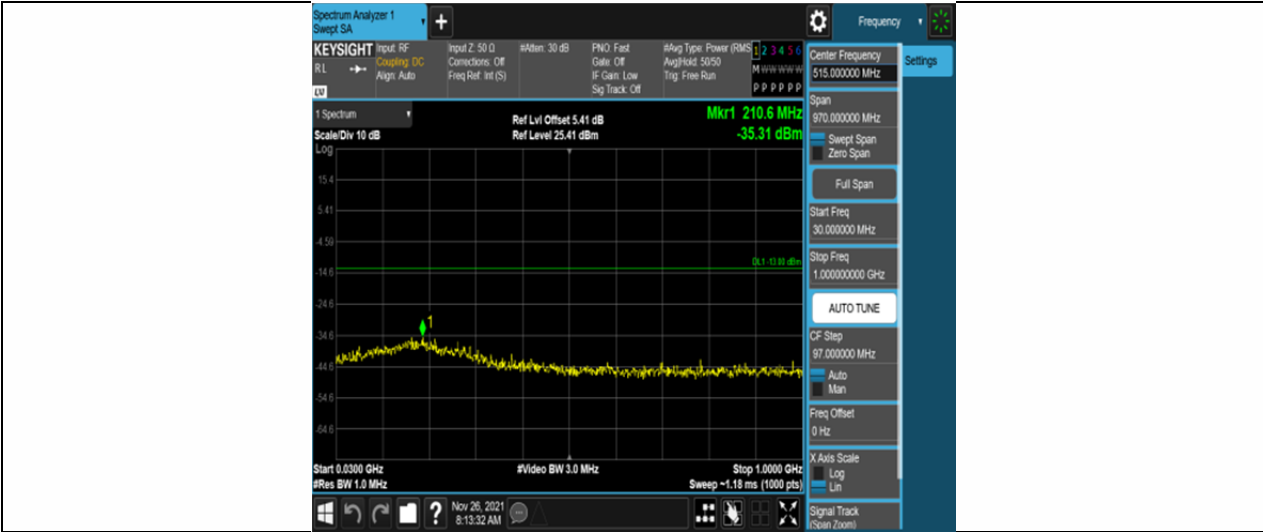 Spectrum Analyzer 1
Swept SA
+
Frequency
KEYSIGHT
Input: RF
Coupling: DC
Align: Auto
Input Z: 50 Ω
Corrections: Off
Freq Ref: Int (S)
#Atten: 30 dB
PNO: Fast
Gate: Off
IF Gain: Low
Sig Track: Off
#Avg Type: Power (RMS
Avg|Hold: 50/50
Trig: Free Run
1 2 3 4 5 6
M W W W W W
P P P P P P
RL
LV
1 Spectrum
Scale/Div 10 dB
Ref Lvl Offset 5.41 dB
Ref Level 25.41 dBm
Mkr1 210.6 MHz
-35.31 dBm
Log
15.4
5.41
-4.59
-14.6
-24.6
-34.6
-44.6
-54.6
-64.6
DL1 -13.00 dBm
1
Start 0.0300 GHz
#Res BW 1.0 MHz
#Video BW 3.0 MHz
Stop 1.0000 GHz
Sweep ~1.18 ms (1000 pts)
Nov 26, 2021
8:13:32 AM
?
Center Frequency
515.000000 MHz
Settings
Span
970.000000 MHz
Swept Span
Zero Span
Full Span
Start Freq
30.000000 MHz
Stop Freq
1.000000000 GHz
AUTO TUNE
CF Step
97.000000 MHz
Auto
Man
Freq Offset
0 Hz
X Axis Scale
Log
Lin
Signal Track
(Span Zoom)